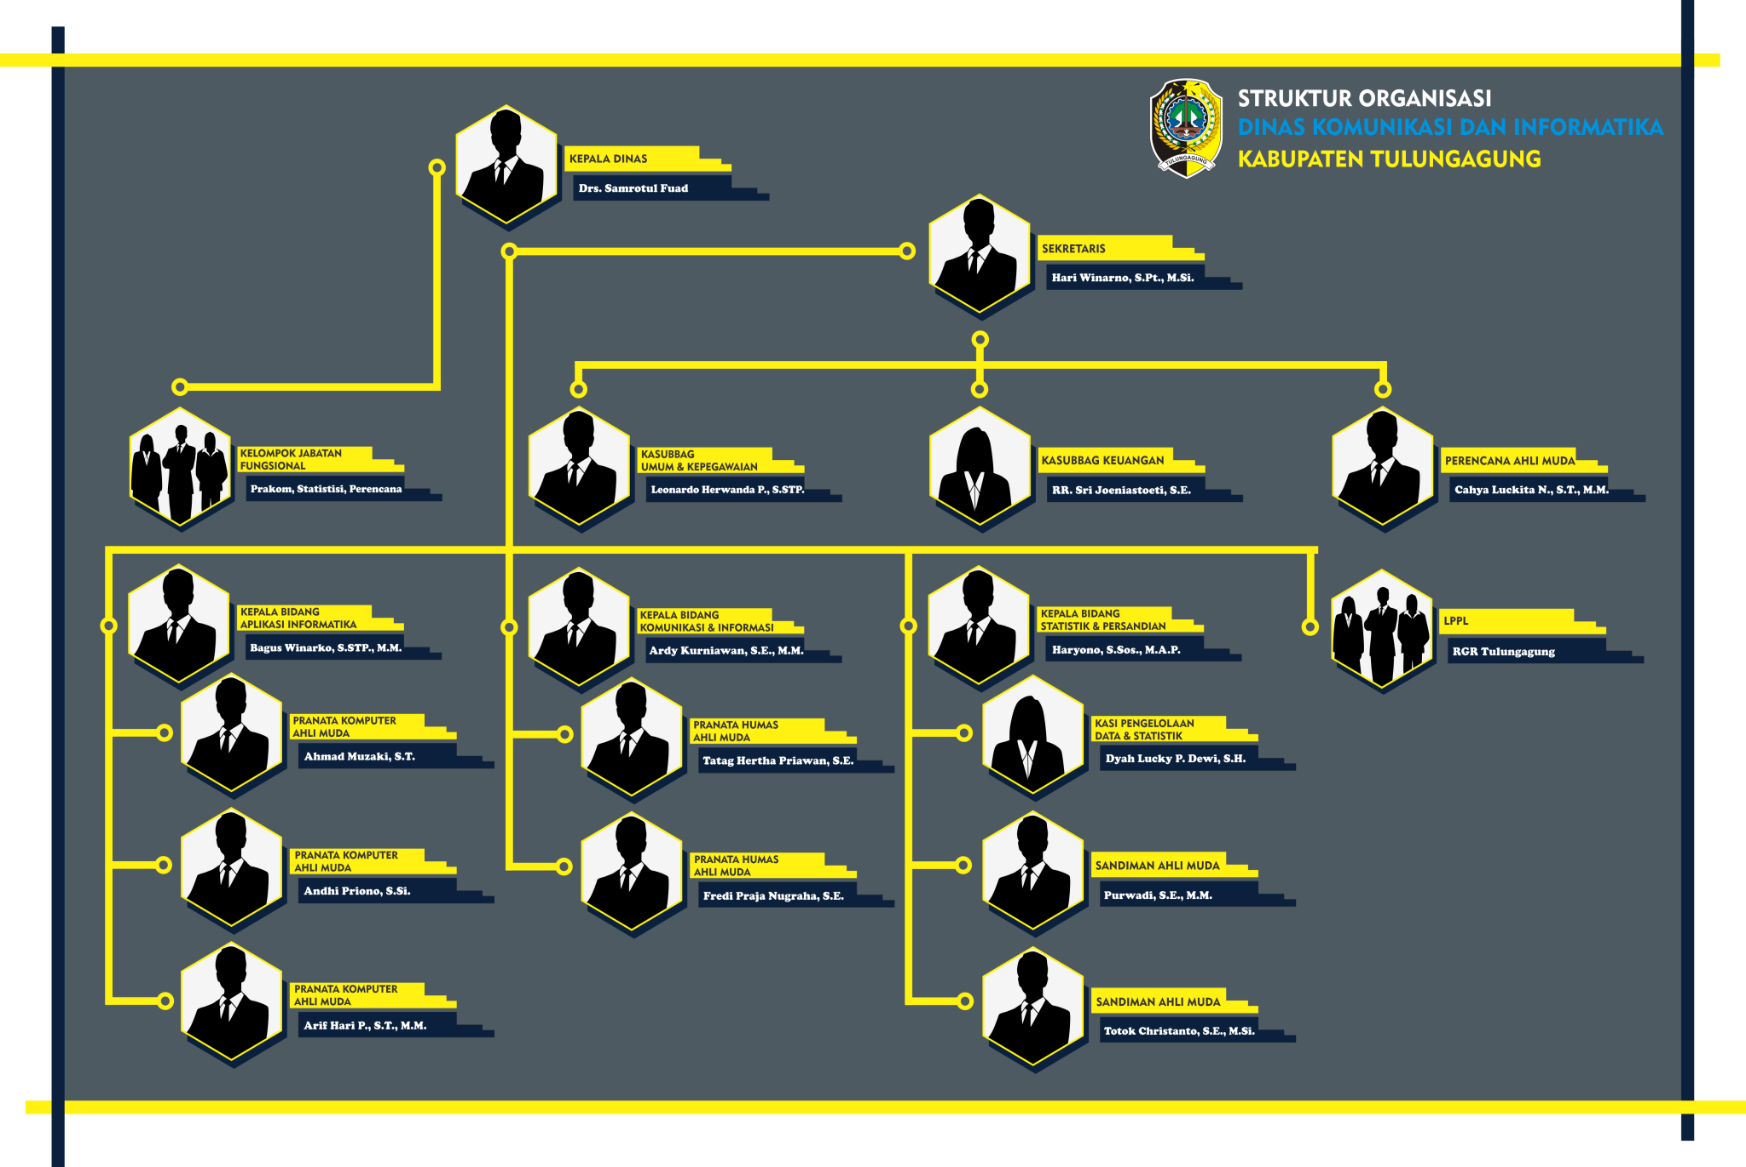 STRUKTUR ORGANISASI
DINAS KOMUNIKASI DAN INFORMATIKA
KABUPATEN TULUNGAGUNG
TULUNGAGUNG
KEPALA DINAS
Drs. Samrotul Fuad
SEKRETARIS
Hari Winarno, S.Pt., M.Si.
KELOMPOK JABATAN
FUNGSIONAL
Prakom, Statistisi, Perencana
KASUBBAG
UMUM & KEPEGAWAIAN
Leonardo Herwanda P., S.STP.
KASUBBAG KEUANGAN
RR. Sri Joeniastoeti, S.E.
PERENCANA AHLI MUDA
Cahya Luckita N., S.T., M.M.
KEPALA BIDANG
APLIKASI INFORMATIKA
Bagus Winarko, S.STP., M.M.
KEPALA BIDANG
KOMUNIKASI & INFORMASI
Ardy Kurniawan, S.E., M.M.
KEPALA BIDANG
STATISTIK & PERSANDIAN
Haryono, S.Sos., M.A.P.
LPPL
RGR Tulungagung
PRANATA KOMPUTER
AHLI MUDA
Ahmad Muzaki, S.T.
PRANATA HUMAS
AHLI MUDA
Tatag Hertha Priawan, S.E.
KASI PENGELOLAAN
DATA & STATISTIK
Dyah Lucky P. Dewi, S.H.
PRANATA KOMPUTER
AHLI MUDA
Andhi Priono, S.Si.
PRANATA HUMAS
AHLI MUDA
Fredi Praja Nugraha, S.E.
SANDIMAN AHLI MUDA
Purwadi, S.E., M.M.
PRANATA KOMPUTER
AHLI MUDA
Arif Hari P., S.T., M.M.
SANDIMAN AHLI MUDA
Totok Christanto, S.E., M.Si.